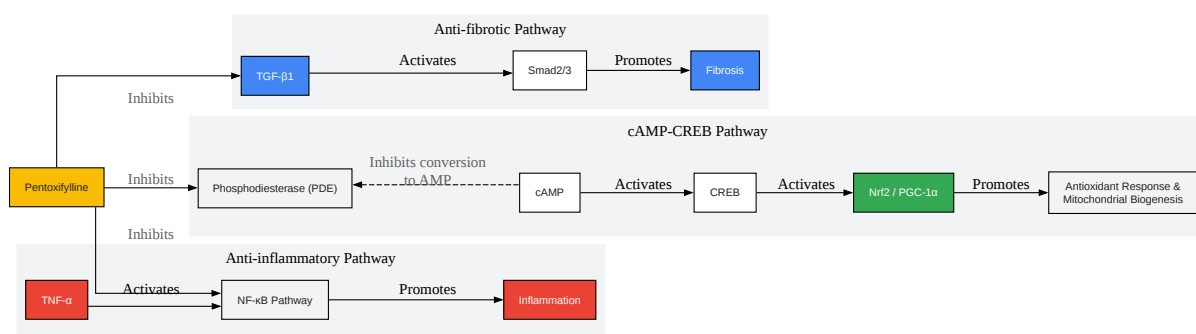 Anti-fibrotic Pathway
TGF-β1
Activates
Smad2/3
Promotes
Fibrosis
Inhibits
cAMP-CREB Pathway
Pentoxifylline
Inhibits
Phosphodiesterase (PDE)
Inhibits conversion
to AMP
cAMP
Activates
CREB
Activates
Nrf2 / PGC-1α
Promotes
Antioxidant Response &
Mitochondrial Biogenesis
Inhibits
Anti-inflammatory Pathway
TNF-α
Activates
NF-κB Pathway
Promotes
Inflammation